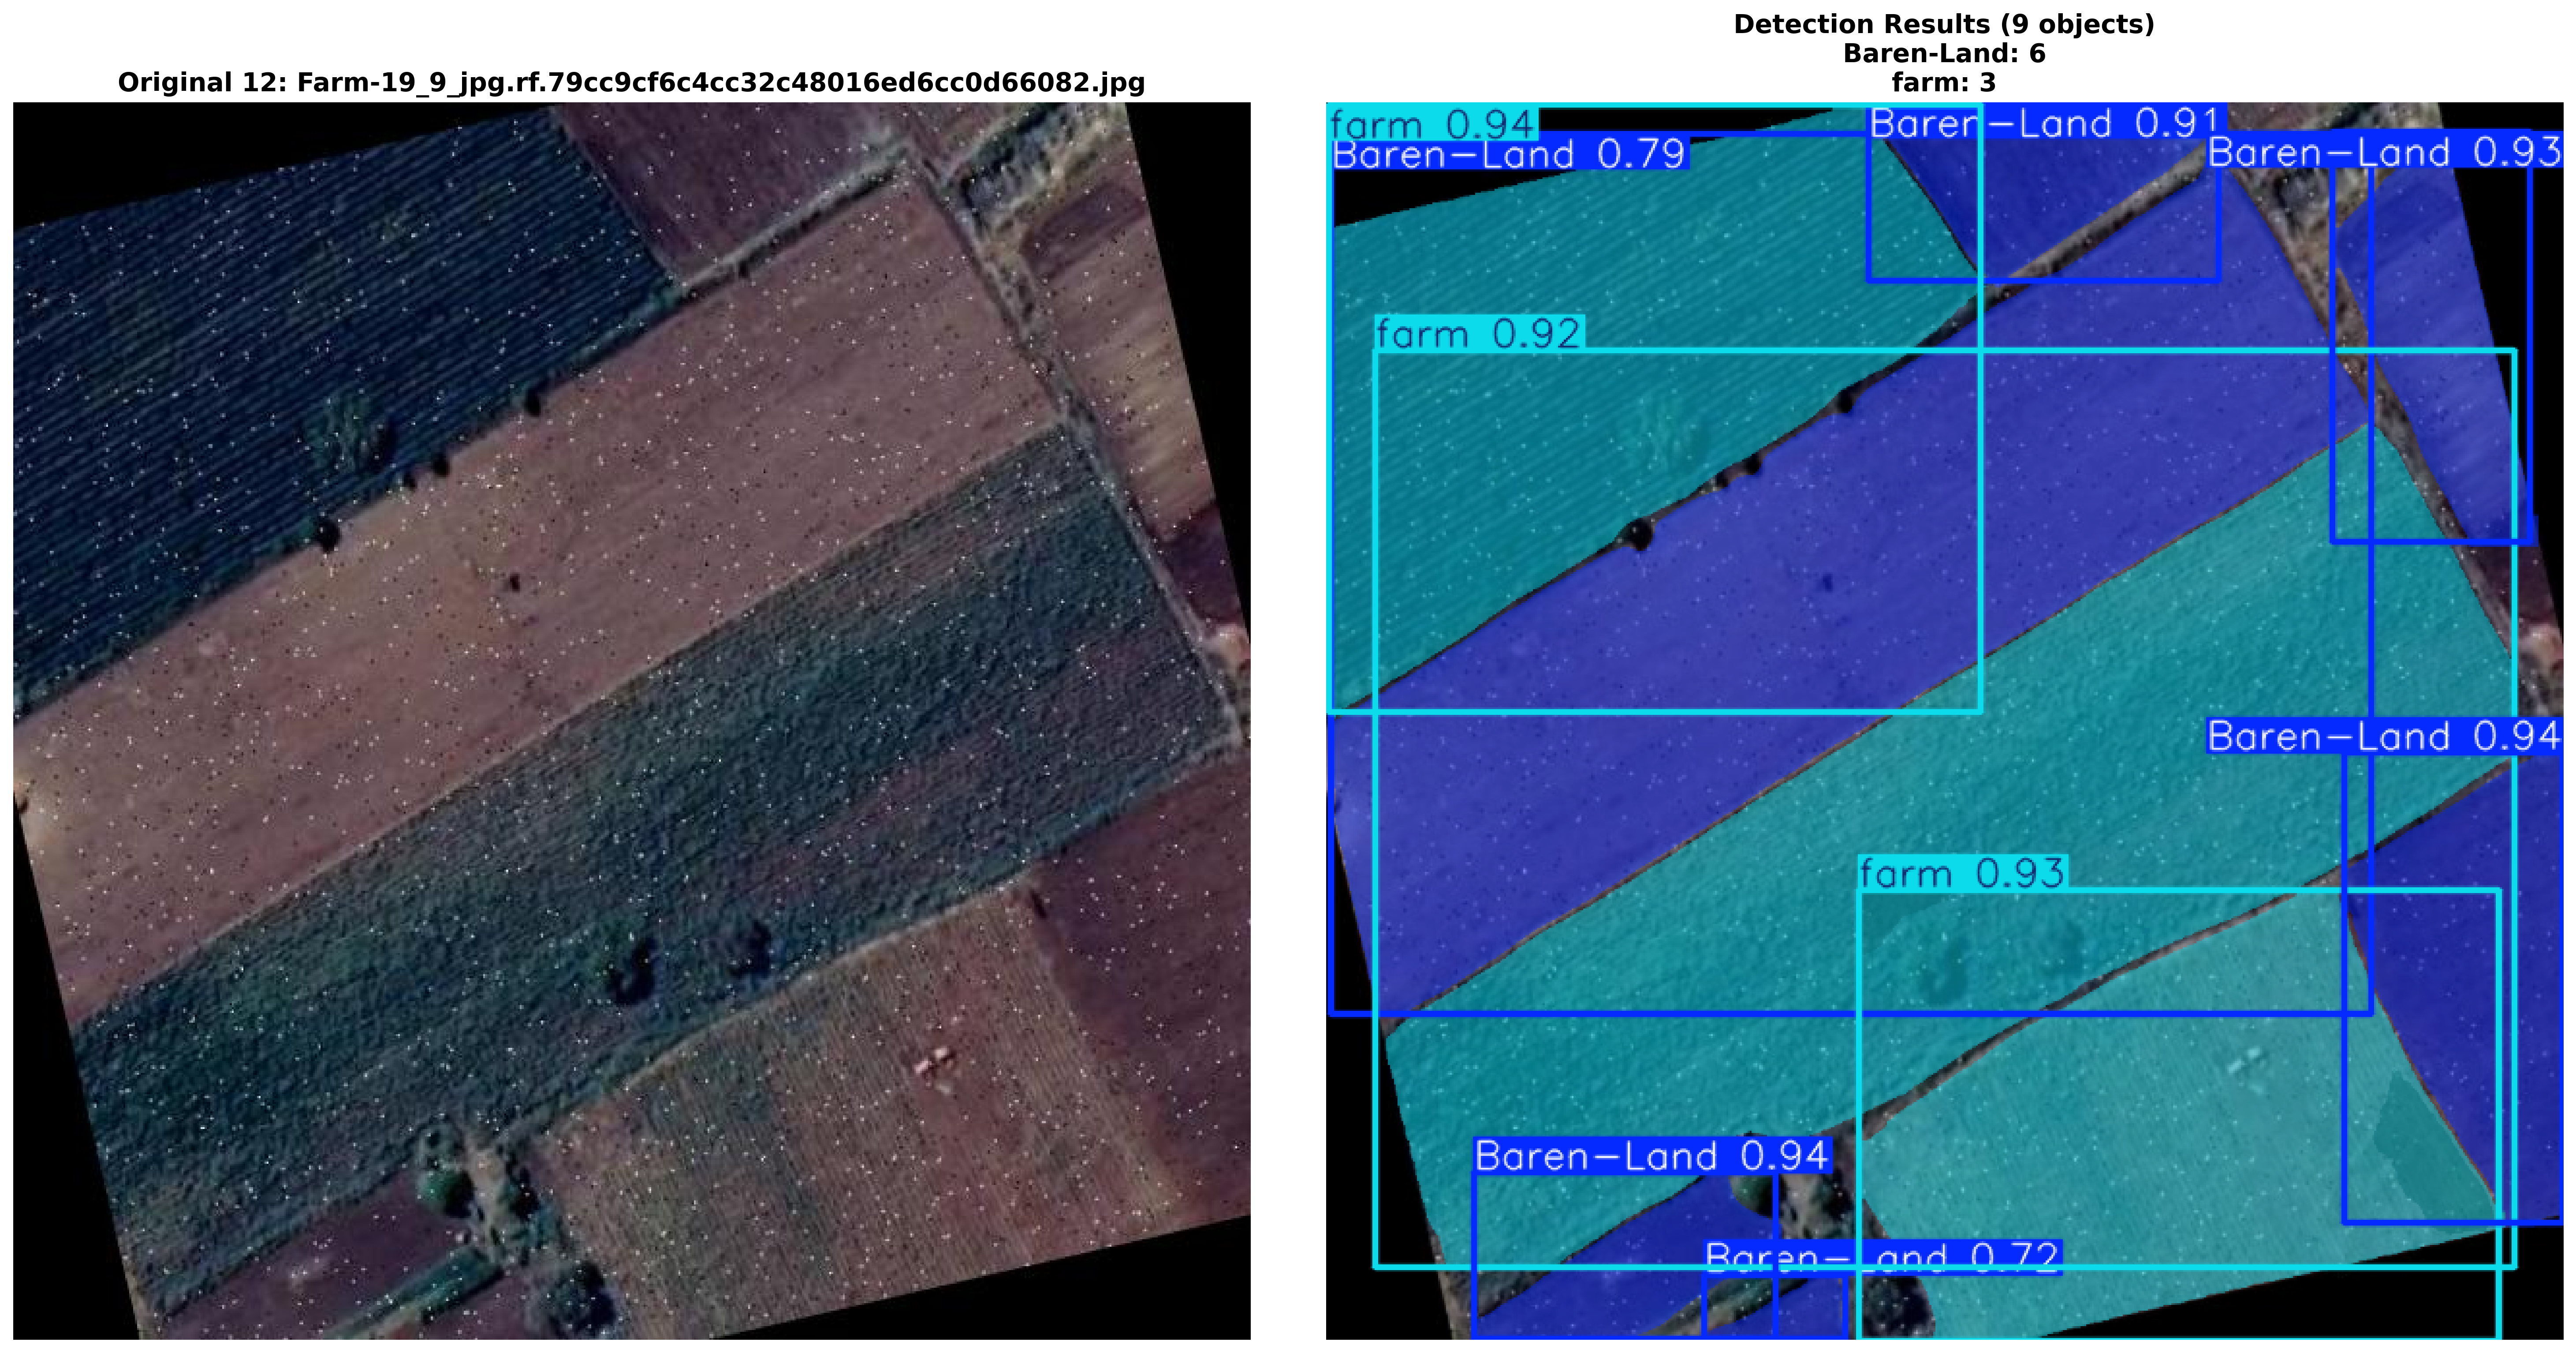 Original 12: Farm-19_9_jpg.rf.79cc9cf6c4cc32c48016ed6cc0d66082.jpg
Detection Results (9 objects)
Baren-Land: 6
farm: 3
farm 0.94
Baren-Land 0.91
Baren-Land 0.79
Baren-Land 0.93
farm 0.92
Baren-Land 0.94
farm 0.93
Baren-Land 0.94
Baren-Land 0.72